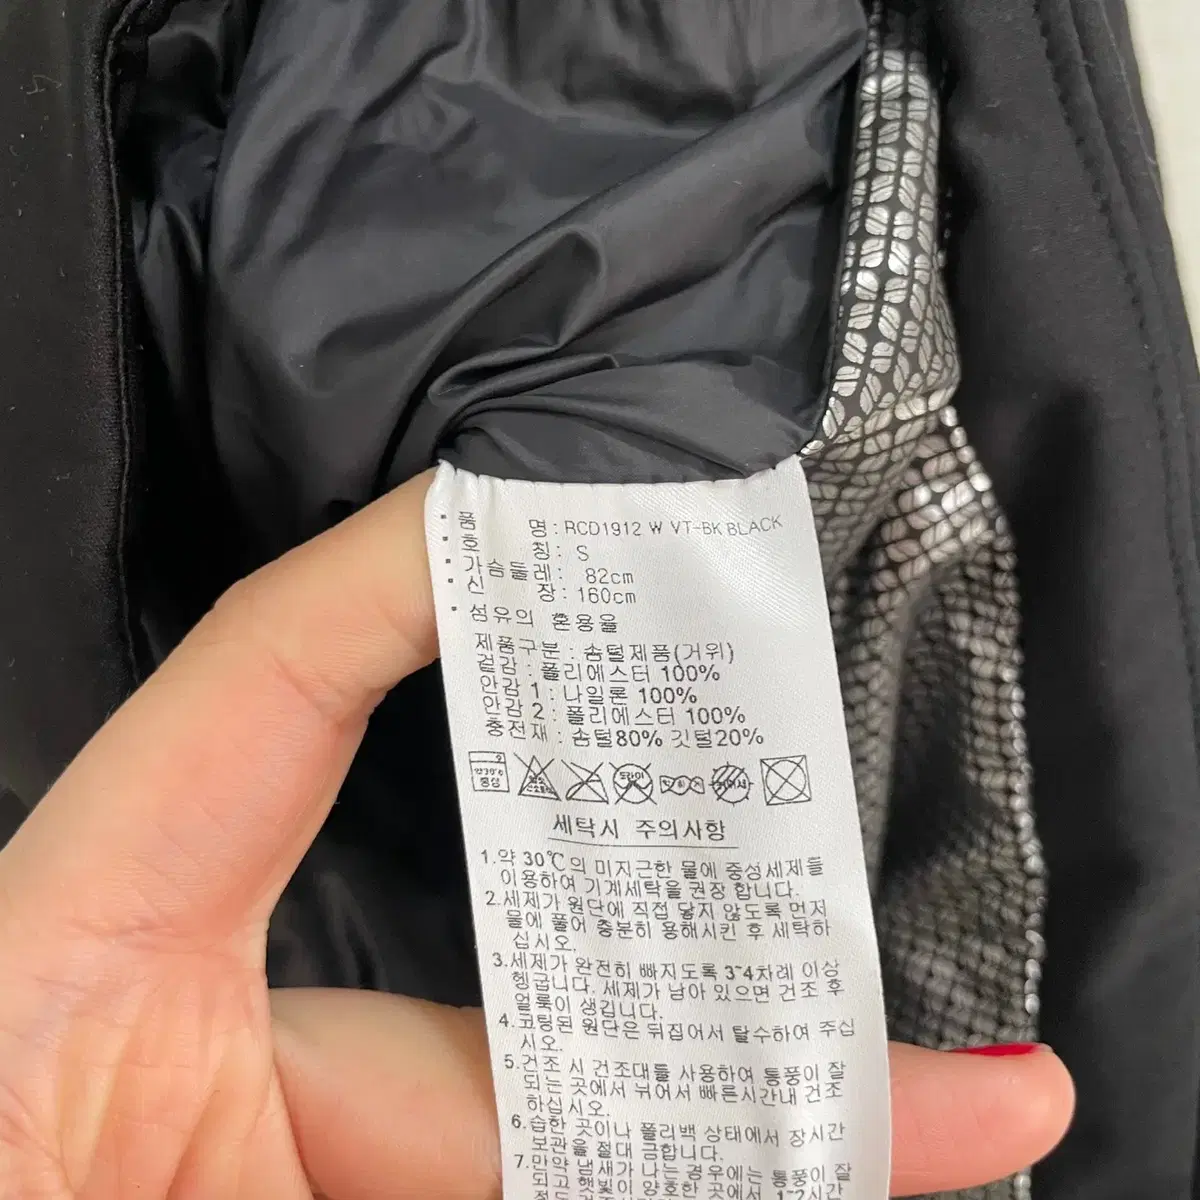 · 품 명 : RCD1912 W VT-BK BLACK
· 호 칭 : S
· 가슴둘레 : 82cm
· 신 장 : 160cm
· 섬유의 혼용율
제품구분 : 솜털제품(거위)
겉감 : 폴리에스터 100%
안감 1 : 나일론 100%
안감 2 : 폴리에스터 100%
충전재 : 솜털80% 깃털20%
약30℃
중성
드라이
세탁시 주의사항
1.약 30℃의 미지근한 물에 중성세제를
이용하여 기계세탁을 권장 합니다.
2.세제가 원단에 직접 닿지 않도록 먼저
물에 풀어 충분히 용해시킨 후 세탁하
십시오.
3.세제가 완전히 빠지도록 3~4차례 이상
헹굽니다. 세제가 남아 있으면 건조 후
얼룩이 생깁니다.
4.코팅된 원단은 뒤집어서 탈수하여 주십
시오.
5.건조 시 건조대를 사용하여 통풍이 잘
되는 곳에서 뉘어서 빠른시간내 건조
하십시오.
6.습한 곳이나 폴리백 상태에서 장시간
보관을 절대 금합니다.
7.만약 냄새가 나는 경우에는 통풍이 잘
되고 햇빛이 양호한 곳에서 1~2시간